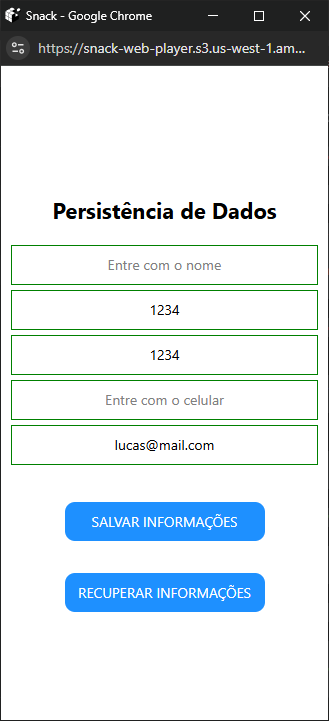 Snack - Google Chrome
https://snack-web-player.s3.us-west-1.am...
Persistência de Dados
Entre com o nome
1234
1234
Entre com o celular
lucas@mail.com
SALVAR INFORMAÇÕES
RECUPERAR INFORMAÇÕES